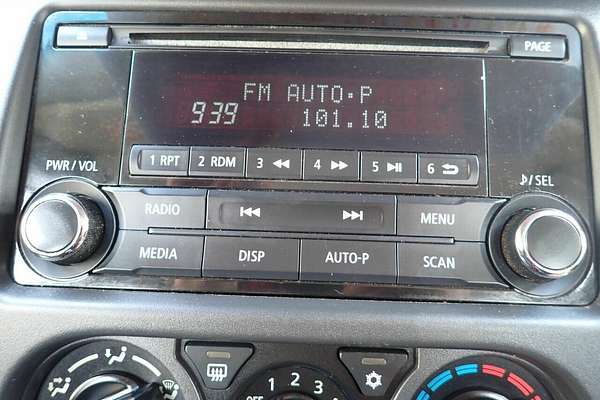 PAGE
FM AUTO-P
939 101.10
PWR / VOL
1 RPT 2 RDM 3 4 5 6
♪/SEL
RADIO MENU
MEDIA DISP AUTO-P SCAN
OFF 1 2 3